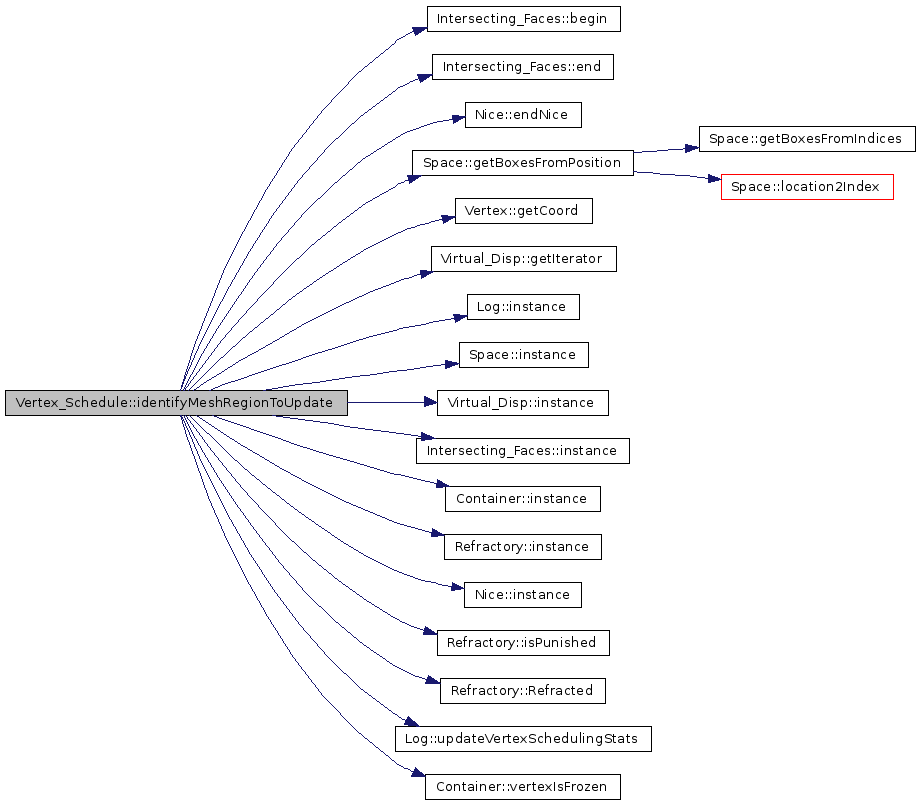 Intersecting_Faces::begin
Intersecting_Faces::end
Nice::endNice
Space::getBoxesFromIndices
Space::getBoxesFromPosition
Space::location2Index
Vertex::getCoord
Virtual_Disp::getIterator
Log::instance
Space::instance
Vertex_Schedule::identifyMeshRegionToUpdate
Virtual_Disp::instance
Intersecting_Faces::instance
Container::instance
Refractory::instance
Nice::instance
Refractory::isPunished
Refractory::Refracted
Log::updateVertexSchedulingStats
Container::vertexIsFrozen